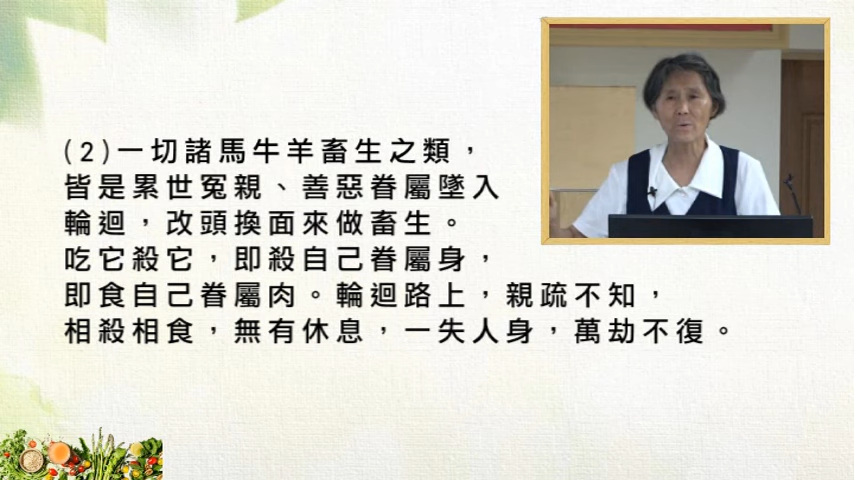 (2)一切諸馬牛羊畜生之類，
皆是累世冤親、善惡眷屬墜入
輪迴，改頭換面來做畜生。
吃它殺它，即殺自己眷屬身，
即食自己眷屬肉。輪迴路上，親疏不知，
相殺相食，無有休息，一失人身，萬劫不復。